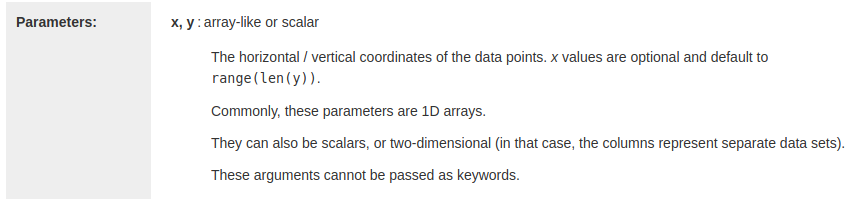 Parameters: x, y : array-like or scalar
The horizontal / vertical coordinates of the data points. x values are optional and default to
range(len(y)).
Commonly, these parameters are 1D arrays.
They can also be scalars, or two-dimensional (in that case, the columns represent separate data sets).
These arguments cannot be passed as keywords.